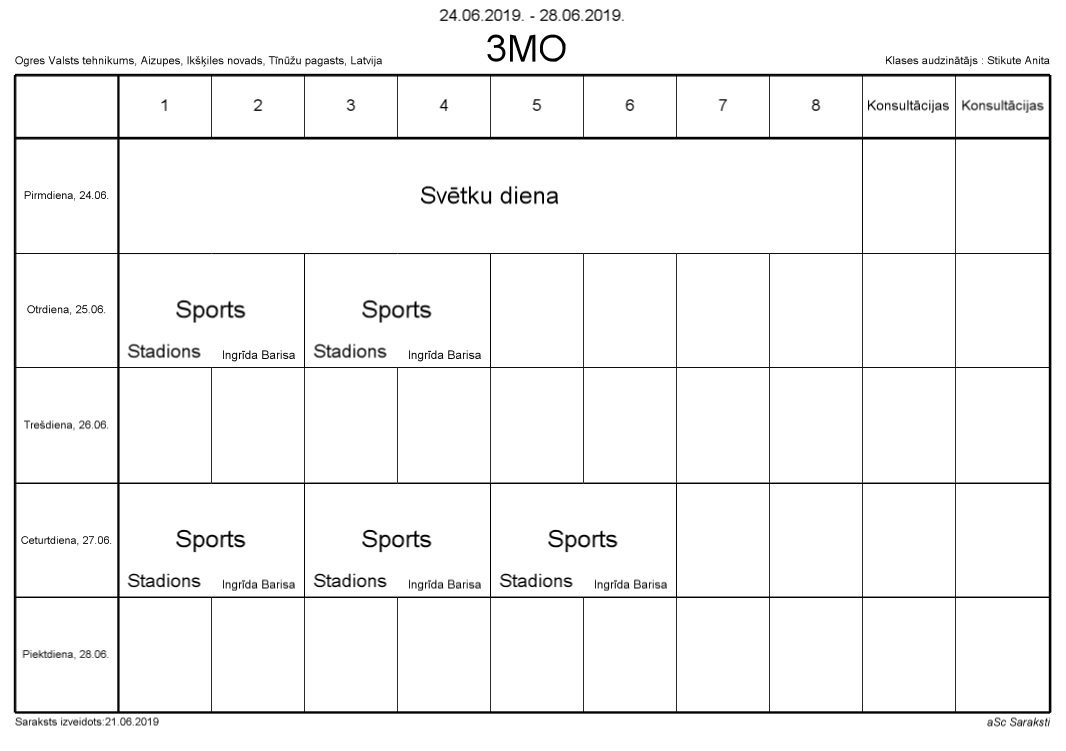 24.06.2019. - 28.06.2019.
3MO
Ogres Valsts tehnikums, Aizupes, Ikšķiles novads, Tīnūžu pagasts, Latvija
Klases audzinātājs : Stikute Anita
1 2 3 4 5 6 7 8 Konsultācijas Konsultācijas
Pirmdiena, 24.06.
Svētku diena
Otrdiena, 25.06.
Sports Sports
Stadions Ingrīda Barisa Stadions Ingrīda Barisa
Trešdiena, 26.06.
Ceturtdiena, 27.06.
Sports Sports Sports
Stadions Ingrīda Barisa Stadions Ingrīda Barisa Stadions Ingrīda Barisa
Piektdiena, 28.06.
Saraksts izveidots:21.06.2019
aSc Saraksti